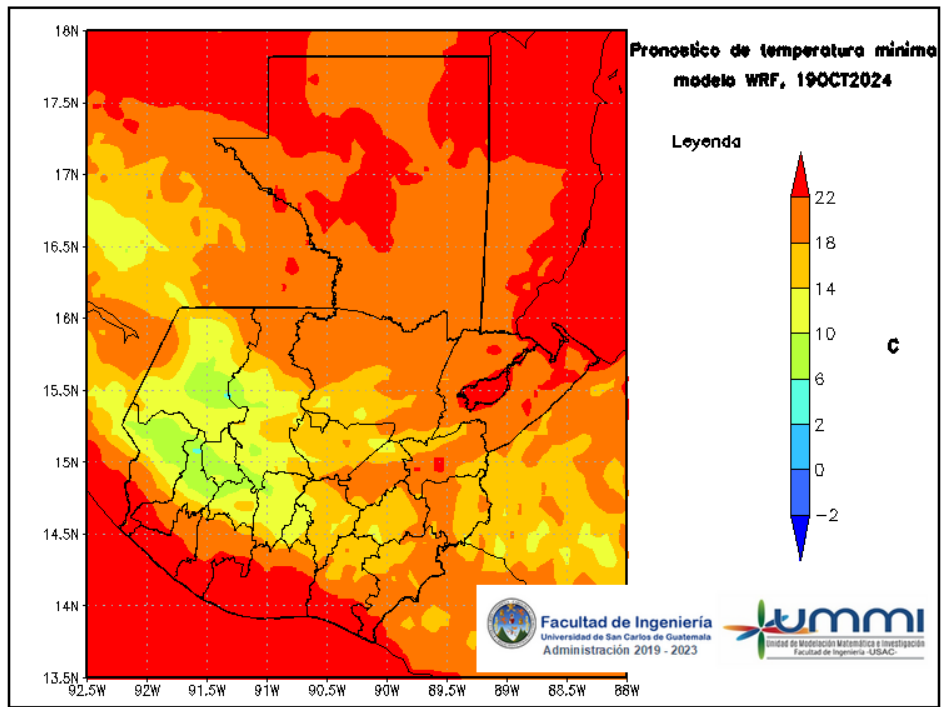 Pronostico de temperatura minima
modelo WRF, 19OCT2024
Leyenda
22
18
14
10
6
2
0
-2
C
18N
17.5N
17N
16.5N
16N
15.5N
15N
14.5N
14N
13.5N
92.5W
92W
91.5W
91W
90.5W
90W
89.5W
89W
88.5W
88W
Facultad de Ingeniería
Universidad de San Carlos de Guatemala
Administración 2019 - 2023
UMMI
Unidad de Modelación Matemática e Investigación
Facultad de Ingeniería -USAC-